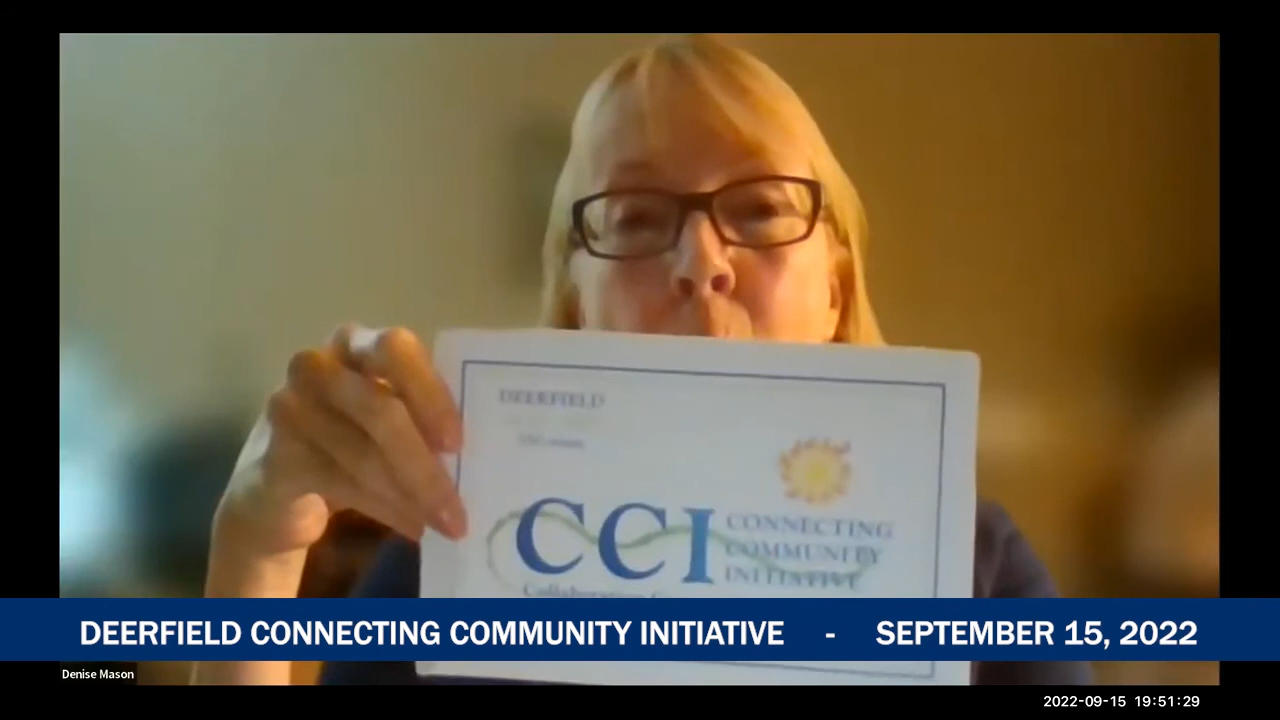 DEERFIELD
CCI
CONNECTING
COMMUNITY
INITIATIVE
DEERFIELD CONNECTING COMMUNITY INITIATIVE - SEPTEMBER 15, 2022
Denise Mason
2022-09-15 19:51:29